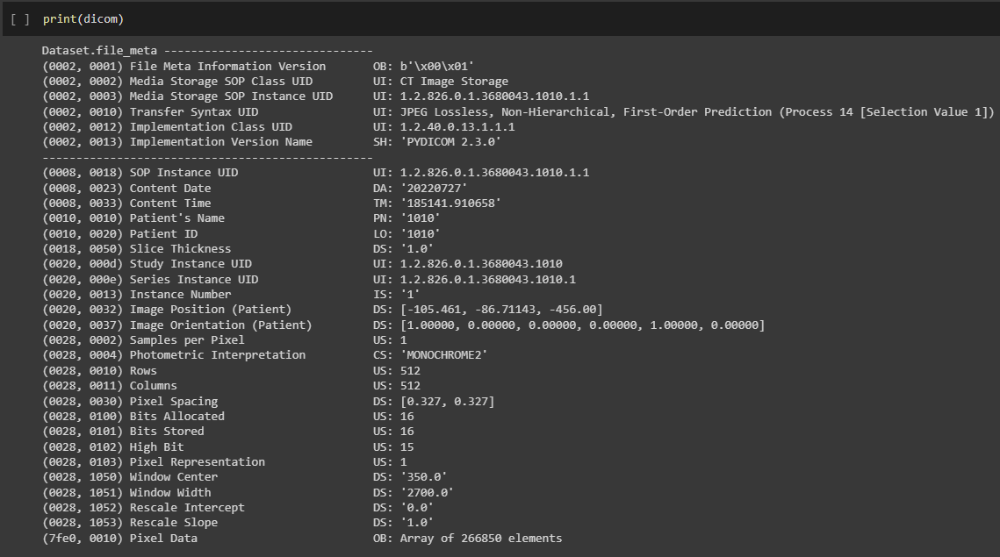 [ ] print(dicom)
Dataset.file_meta -------------------------------
(0002, 0001) File Meta Information Version       OB: b'\x00\x01'
(0002, 0002) Media Storage SOP Class UID         UI: CT Image Storage
(0002, 0003) Media Storage SOP Instance UID      UI: 1.2.826.0.1.3680043.1010.1.1
(0002, 0010) Transfer Syntax UID                 UI: JPEG Lossless, Non-Hierarchical, First-Order Prediction (Process 14 [Selection Value 1])
(0002, 0012) Implementation Class UID            UI: 1.2.40.0.13.1.1.1
(0002, 0013) Implementation Version Name         SH: 'PYDICOM 2.3.0'
-------------------------------------------------
(0008, 0018) SOP Instance UID                    UI: 1.2.826.0.1.3680043.1010.1.1
(0008, 0023) Content Date                        DA: '20220727'
(0008, 0033) Content Time                        TM: '185141.910658'
(0010, 0010) Patient's Name                      PN: '1010'
(0010, 0020) Patient ID                          LO: '1010'
(0018, 0050) Slice Thickness                     DS: '1.0'
(0020, 000d) Study Instance UID                  UI: 1.2.826.0.1.3680043.1010
(0020, 000e) Series Instance UID                 UI: 1.2.826.0.1.3680043.1010.1
(0020, 0013) Instance Number                     IS: '1'
(0020, 0032) Image Position (Patient)            DS: [-105.461, -86.71143, -456.00]
(0020, 0037) Image Orientation (Patient)         DS: [1.00000, 0.00000, 0.00000, 0.00000, 1.00000, 0.00000]
(0028, 0002) Samples per Pixel                   US: 1
(0028, 0004) Photometric Interpretation          CS: 'MONOCHROME2'
(0028, 0010) Rows                                US: 512
(0028, 0011) Columns                             US: 512
(0028, 0030) Pixel Spacing                       DS: [0.327, 0.327]
(0028, 0100) Bits Allocated                      US: 16
(0028, 0101) Bits Stored                         US: 16
(0028, 0102) High Bit                            US: 15
(0028, 0103) Pixel Representation                US: 1
(0028, 1050) Window Center                       DS: '350.0'
(0028, 1051) Window Width                        DS: '2700.0'
(0028, 1052) Rescale Intercept                   DS: '0.0'
(0028, 1053) Rescale Slope                       DS: '1.0'
(7fe0, 0010) Pixel Data                          OB: Array of 266850 elements